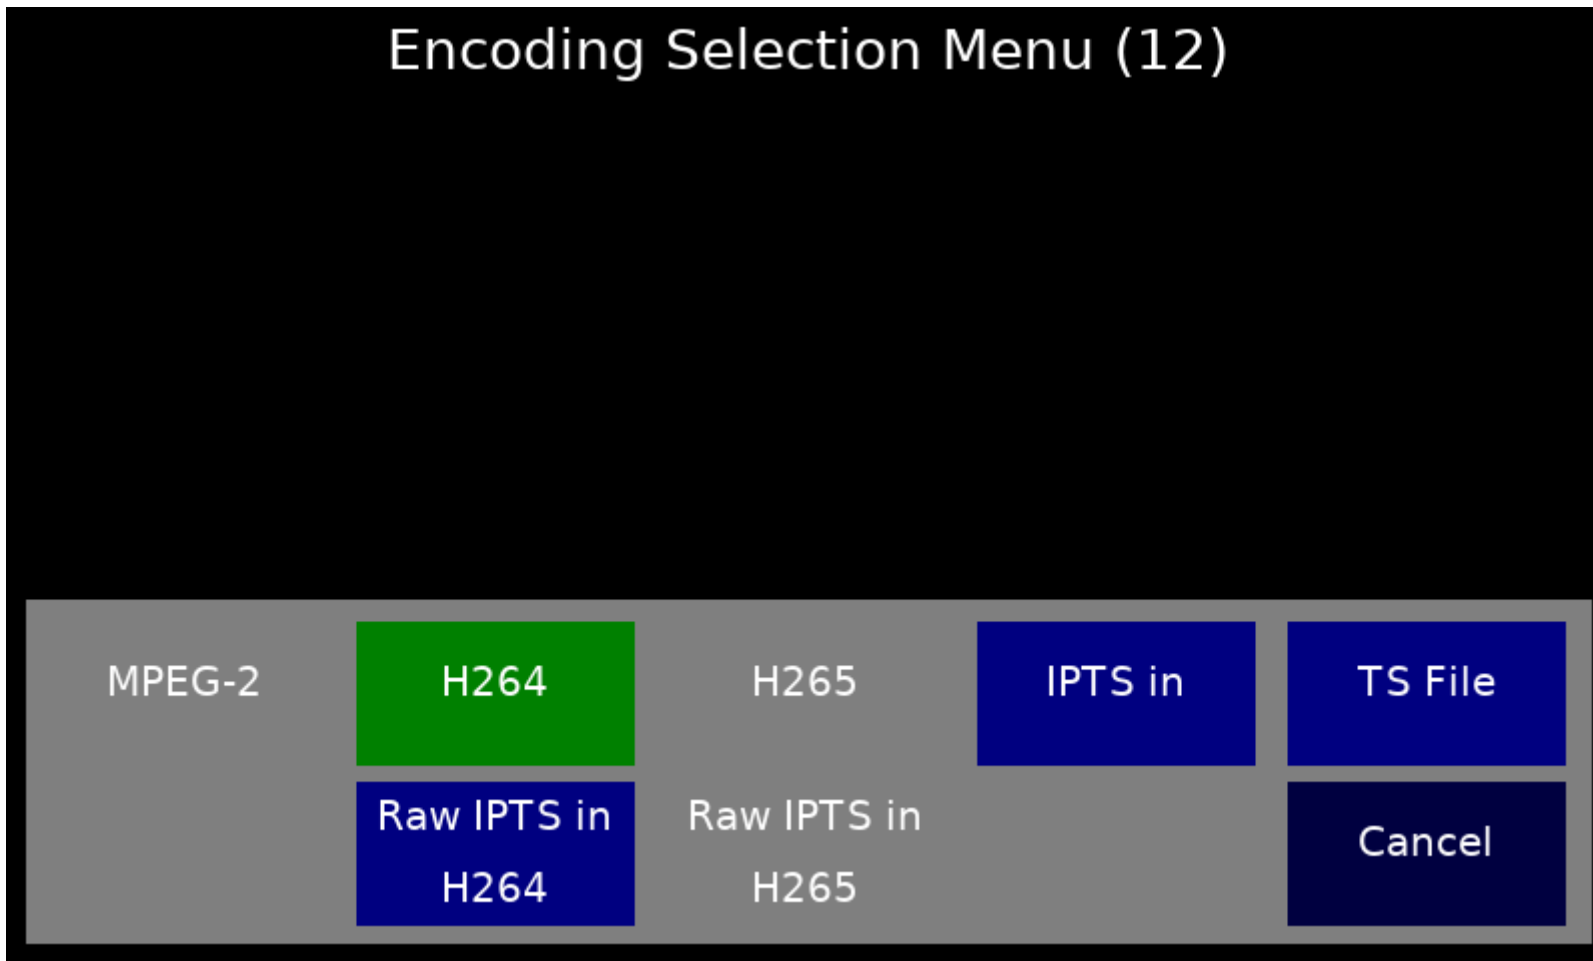 Encoding Selection Menu (12)
MPEG-2
H264
H265
IPTS in
TS File
Raw IPTS in
H264
Raw IPTS in
H265
Cancel